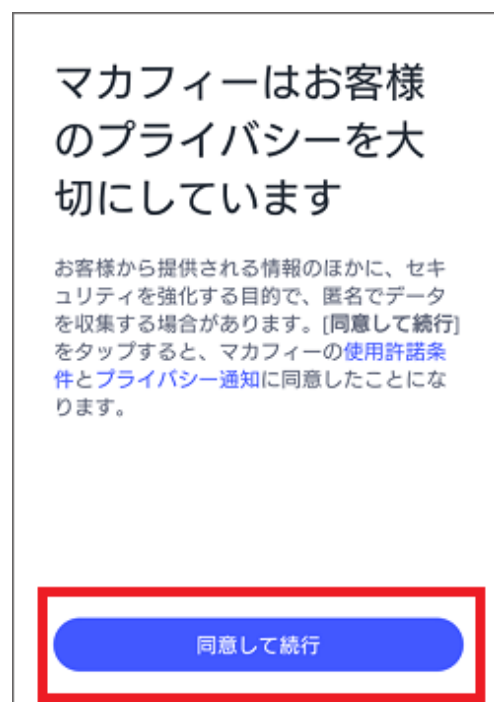 マカフィーはお客様
のプライバシーを大
切にしています
お客様から提供される情報のほかに、セキ
ュリティを強化する目的で、匿名でデータ
を収集する場合があります。[同意して続行]
をタップすると、マカフィーの使用許諾条
件とプライバシー通知に同意したことにな
ります。
同意して続行